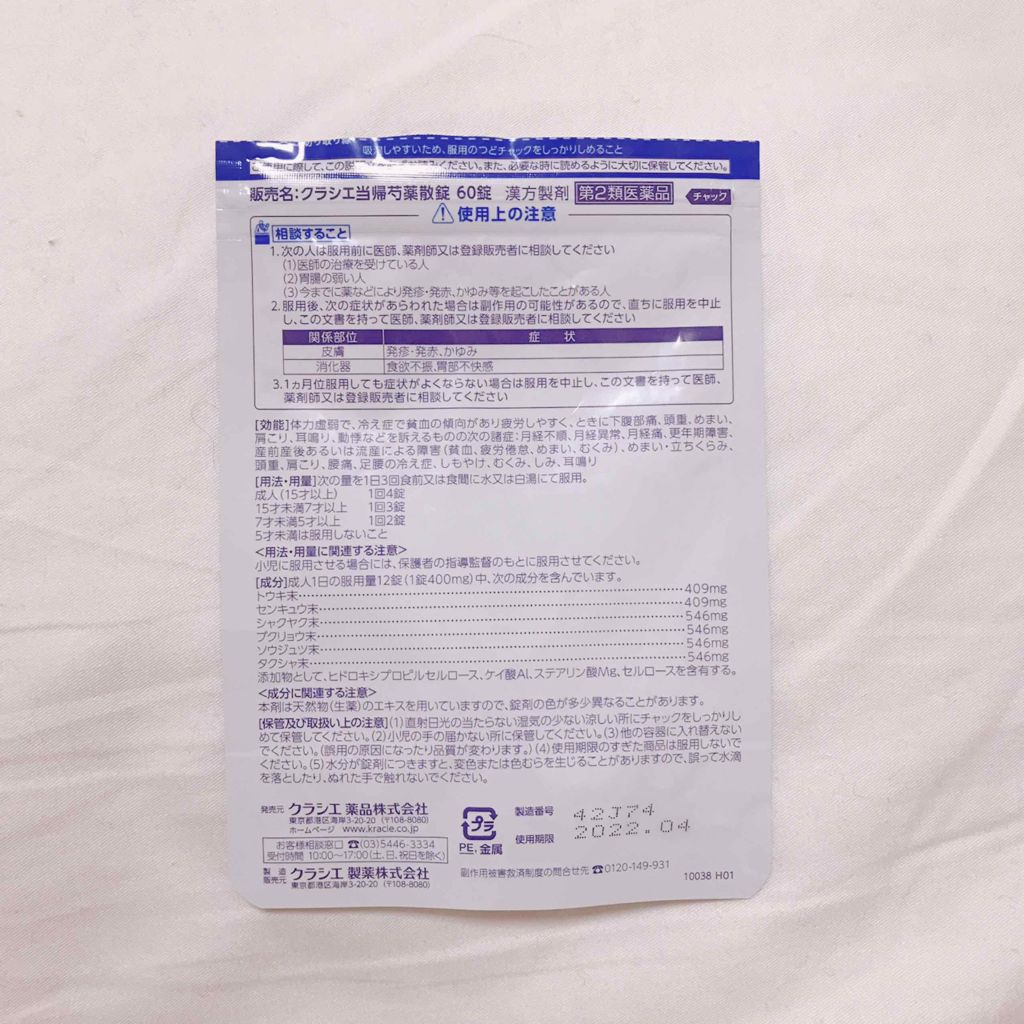 吸湿しやすいため、服用のつどチャックをしっかりしめること
ください。また、必要な時に読めるように大切に保管してください。
販売名:クラシエ当帰芍薬散錠 60錠 漢方製剤 第2類医薬品 チャック
使用上の注意
相談すること
1.次の人は服用前に医師、薬剤師又は登録販売者に相談してください
(1)医師の治療を受けている人
(2)胃腸の弱い人
(3)今までに薬などにより発疹・発赤、かゆみ等を起こしたことがある人
2.服用後、次の症状があらわれた場合は副作用の可能性があるので、直ちに服用を中止
し、この文書を持って医師、薬剤師又は登録販売者に相談してください
関係部位 症 状
皮膚 発疹・発赤、かゆみ
消化器 食欲不振、胃部不快感
3.1ヵ月位服用しても症状がよくならない場合は服用を中止し、この文書を持って医師、
薬剤師又は登録販売者に相談してください
[効能]体力虚弱で、冷え症で貧血の傾向があり疲労しやすく、ときに下腹部痛、頭重、めまい、
肩こり、耳鳴り、動悸などを訴えるものの次の諸症:月経不順、月経異常、月経痛、更年期障害、
産前産後あるいは流産による障害(貧血、疲労倦怠、めまい、むくみ)、めまい・立ちくらみ、
頭重、肩こり、腰痛、足腰の冷え症、しもやけ、むくみ、しみ、耳鳴り
[用法・用量]次の量を1日3回食前又は食間に水又は白湯にて服用。
成人(15才以上) 1回4錠
15才未満7才以上 1回3錠
7才未満5才以上 1回2錠
5才未満は服用しないこと
<用法・用量に関連する注意>
小児に服用させる場合には、保護者の指導監督のもとに服用させてください。
[成分]成人1日の服用量12錠(1錠400mg)中、次の成分を含んでいます。
トウキ末……409mg
センキュウ末……409mg
シャクヤク末……546mg
ブクリョウ末……546mg
ソウジュツ末……546mg
タクシャ末……546mg
添加物として、ヒドロキシプロピルセルロース、ケイ酸Al、ステアリン酸Mg、セルロースを含有する。
<成分に関連する注意>
本剤は天然物(生薬)のエキスを用いていますので、錠剤の色が多少異なることがあります。
[保管及び取扱い上の注意](1)直射日光の当たらない湿気の少ない涼しい所にチャックをしっかりし
めて保管してください。(2)小児の手の届かない所に保管してください。(3)他の容器に入れ替えない
でください。(誤用の原因になったり品質が変わります。)(4)使用期限のすぎた商品は服用しないで
ください。(5)水分が錠剤につきますと、変色または色むらを生じることがありますので、誤って水滴
を落としたり、ぬれた手で触れないでください。
発売元 クラシエ 薬品株式会社
東京都港区海岸3-20-20 (〒108-8080)
ホームページ www.kracie.co.jp
お客様相談窓口 ☎(03)5446-3334
受付時間 10:00〜17:00(土、日、祝日を除く)
製造販売元 クラシエ 製薬株式会社
東京都港区海岸3-20-20 (〒108-8080)
プラ
PE、金属
製造番号 42J74
使用期限 2022.04
副作用被害救済制度の問合せ先 ☎0120-149-931
10038 H01